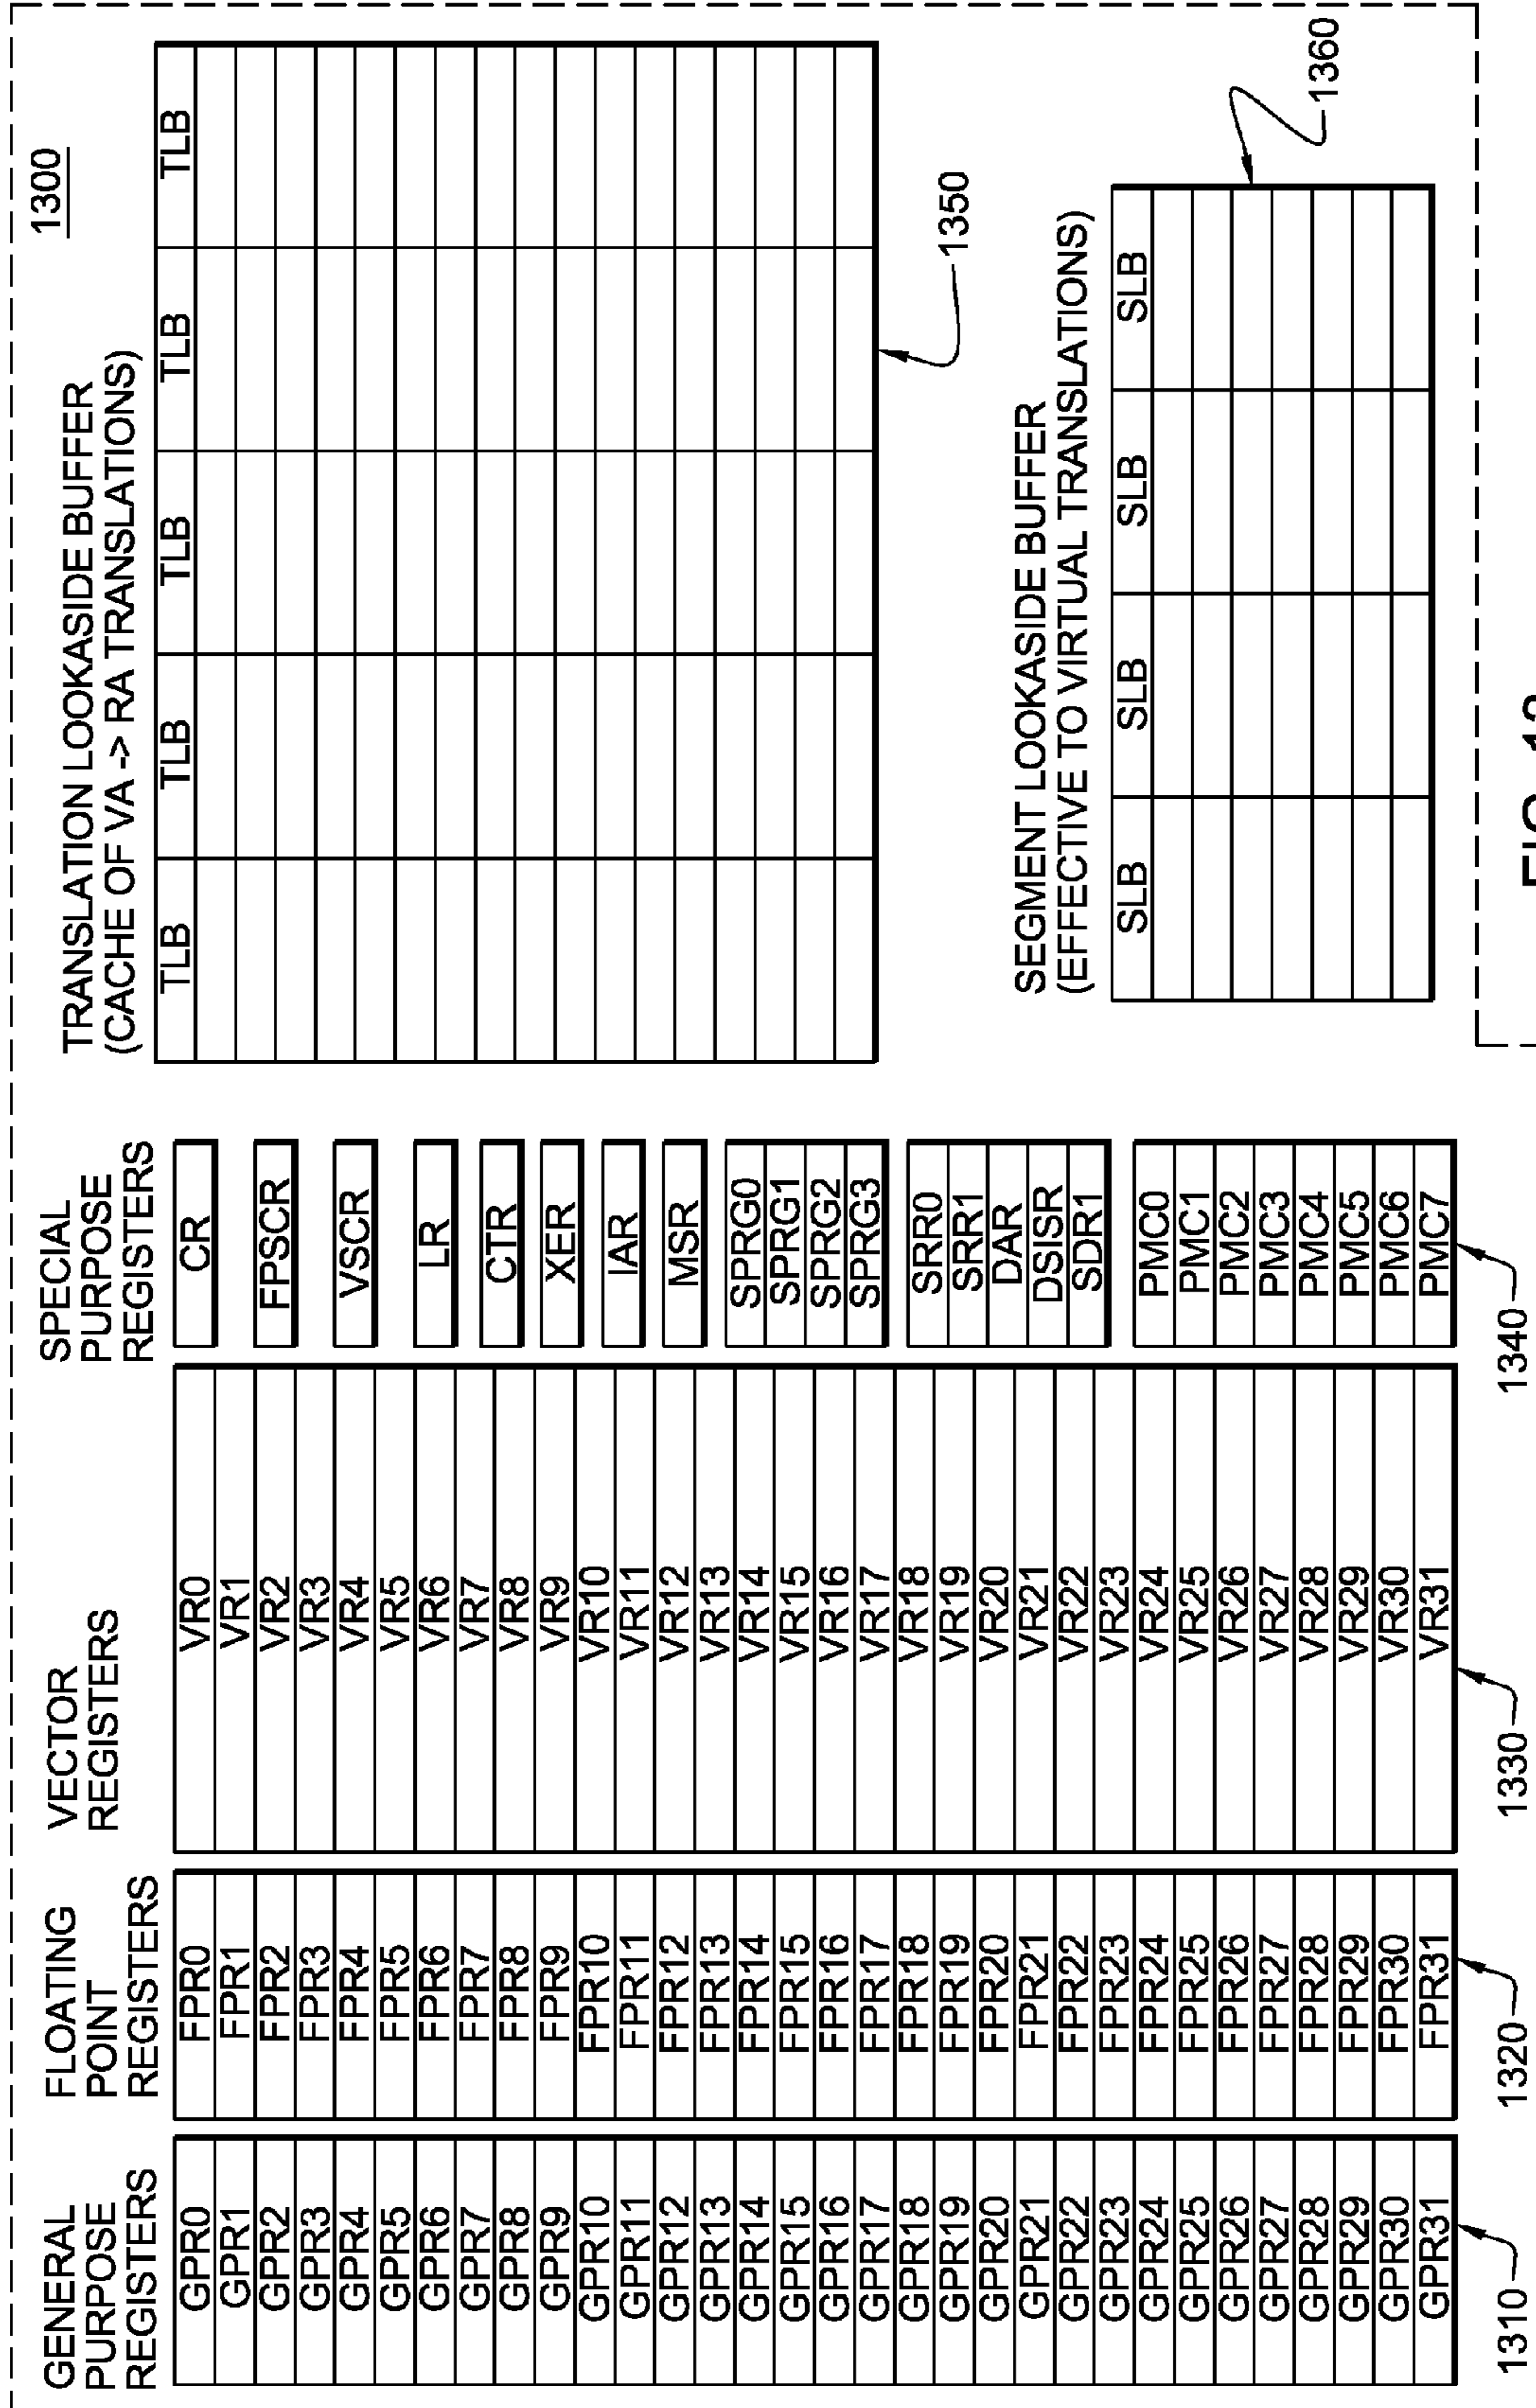 1300
GENERAL
PURPOSE
REGISTERS
GPR0
GPR1
GPR2
GPR3
GPR4
GPR5
GPR6
GPR7
GPR8
GPR9
GPR10
GPR11
GPR12
GPR13
GPR14
GPR15
GPR16
GPR17
GPR18
GPR19
GPR20
GPR21
GPR22
GPR23
GPR24
GPR25
GPR26
GPR27
GPR28
GPR29
GPR30
GPR31
1310
FLOATING
POINT
REGISTERS
FPR0
FPR1
FPR2
FPR3
FPR4
FPR5
FPR6
FPR7
FPR8
FPR9
FPR10
FPR11
FPR12
FPR13
FPR14
FPR15
FPR16
FPR17
FPR18
FPR19
FPR20
FPR21
FPR22
FPR23
FPR24
FPR25
FPR26
FPR27
FPR28
FPR29
FPR30
FPR31
1320
VECTOR
REGISTERS
VR0
VR1
VR2
VR3
VR4
VR5
VR6
VR7
VR8
VR9
VR10
VR11
VR12
VR13
VR14
VR15
VR16
VR17
VR18
VR19
VR20
VR21
VR22
VR23
VR24
VR25
VR26
VR27
VR28
VR29
VR30
VR31
1330
SPECIAL
PURPOSE
REGISTERS
CR
FPSCR
VSCR
LR
CTR
XER
IAR
MSR
SPRG0
SPRG1
SPRG2
SPRG3
SRR0
SRR1
DAR
DSISR
SDR1
PMC0
PMC1
PMC2
PMC3
PMC4
PMC5
PMC6
PMC7
1340
TRANSLATION LOOKASIDE BUFFER
(CACHE OF VA -> RA TRANSLATIONS)
TLB TLB TLB TLB TLB
1350
SEGMENT LOOKASIDE BUFFER
(EFFECTIVE TO VIRTUAL TRANSLATIONS)
SLB SLB SLB SLB
1360